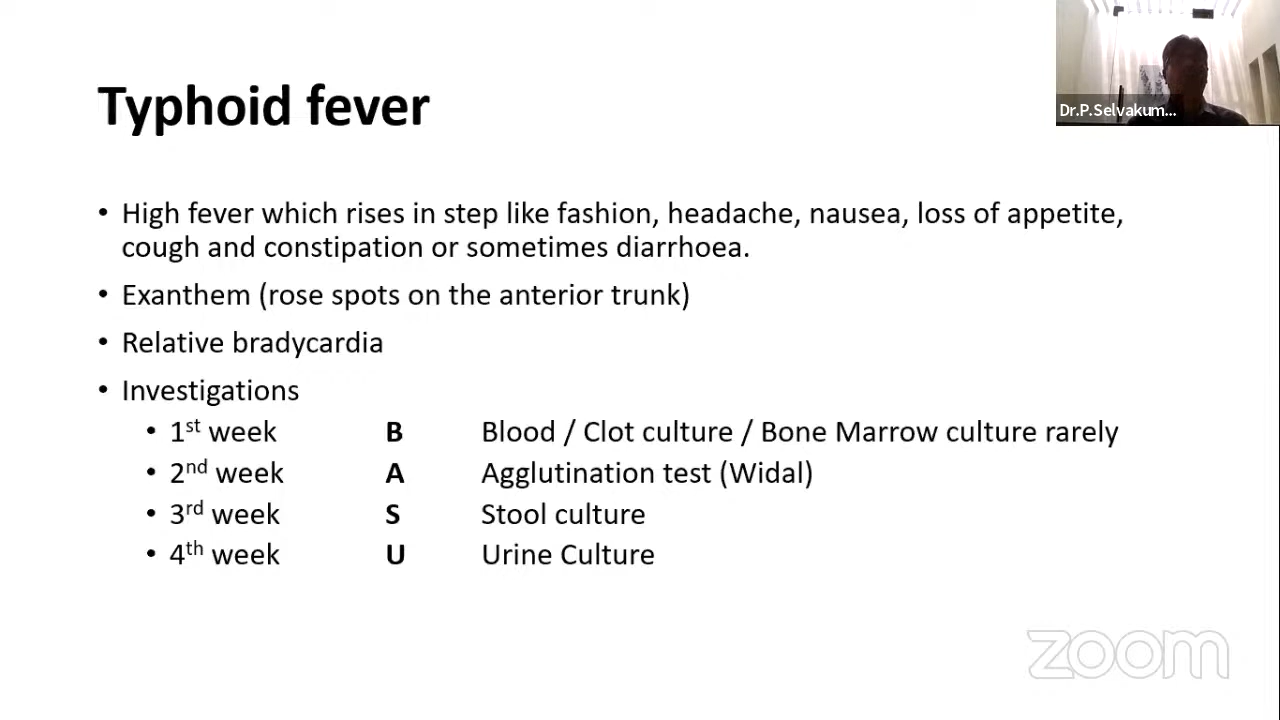 Dr.P.Selvakum...
Typhoid fever
• High fever which rises in step like fashion, headache, nausea, loss of appetite,
cough and constipation or sometimes diarrhoea.
• Exanthem (rose spots on the anterior trunk)
• Relative bradycardia
• Investigations
• 1st week B Blood / Clot culture / Bone Marrow culture rarely
• 2nd week A Agglutination test (Widal)
• 3rd week S Stool culture
• 4th week U Urine Culture
zoom